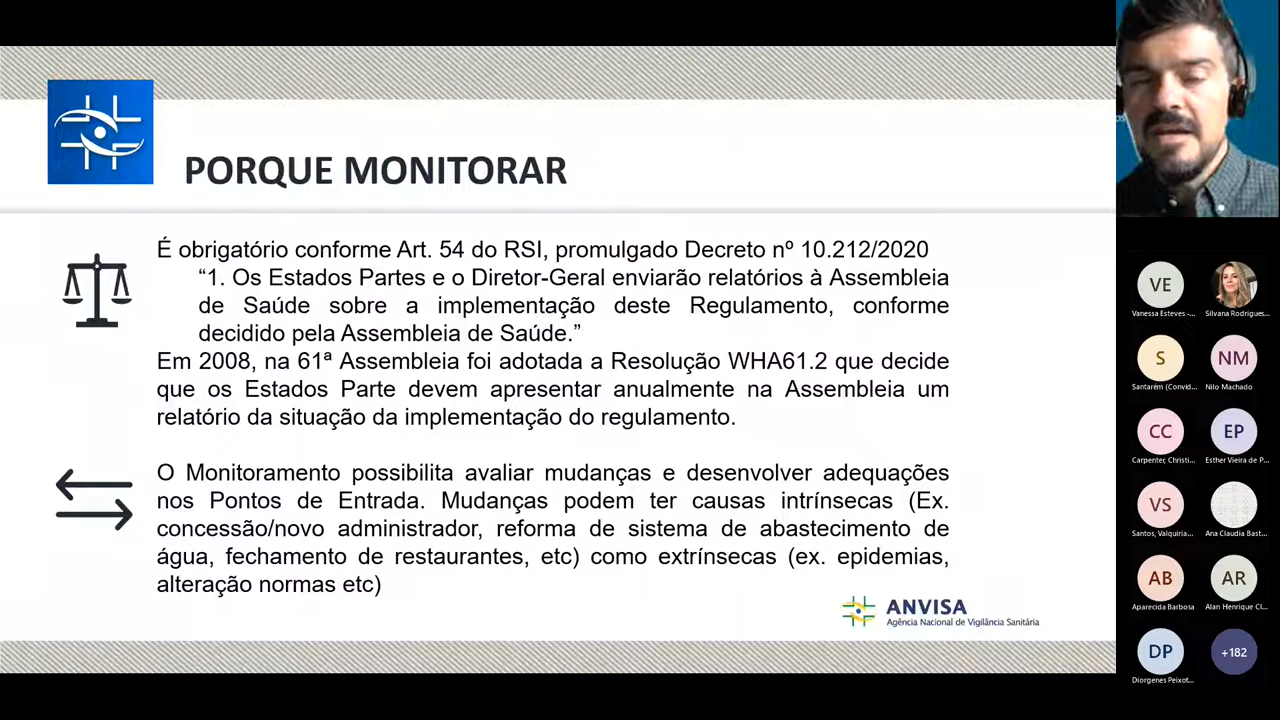 PORQUE MONITORAR
É obrigatório conforme Art. 54 do RSI, promulgado Decreto nº 10.212/2020
“1. Os Estados Partes e o Diretor-Geral enviarão relatórios à Assembleia
de Saúde sobre a implementação deste Regulamento, conforme
decidido pela Assembleia de Saúde.”
Em 2008, na 61ª Assembleia foi adotada a Resolução WHA61.2 que decide
que os Estados Parte devem apresentar anualmente na Assembleia um
relatório da situação da implementação do regulamento.
O Monitoramento possibilita avaliar mudanças e desenvolver adequações
nos Pontos de Entrada. Mudanças podem ter causas intrínsecas (Ex.
concessão/novo administrador, reforma de sistema de abastecimento de
água, fechamento de restaurantes, etc) como extrínsecas (ex. epidemias,
alteração normas etc)
ANVISA
Agência Nacional de Vigilância Sanitária
VE
Vanessa Esteves -...
Silvana Rodrigues...
S
Santarém (Convid...
NM
Nilo Machado
CC
Carpenter, Christi...
EP
Esther Vieira de P...
VS
Santos, Valquiria...
Ana Claudia Bast...
AB
Aparecida Barbosa
AR
Alan Henrique Cl...
DP
Diorgenes Peixot...
+182